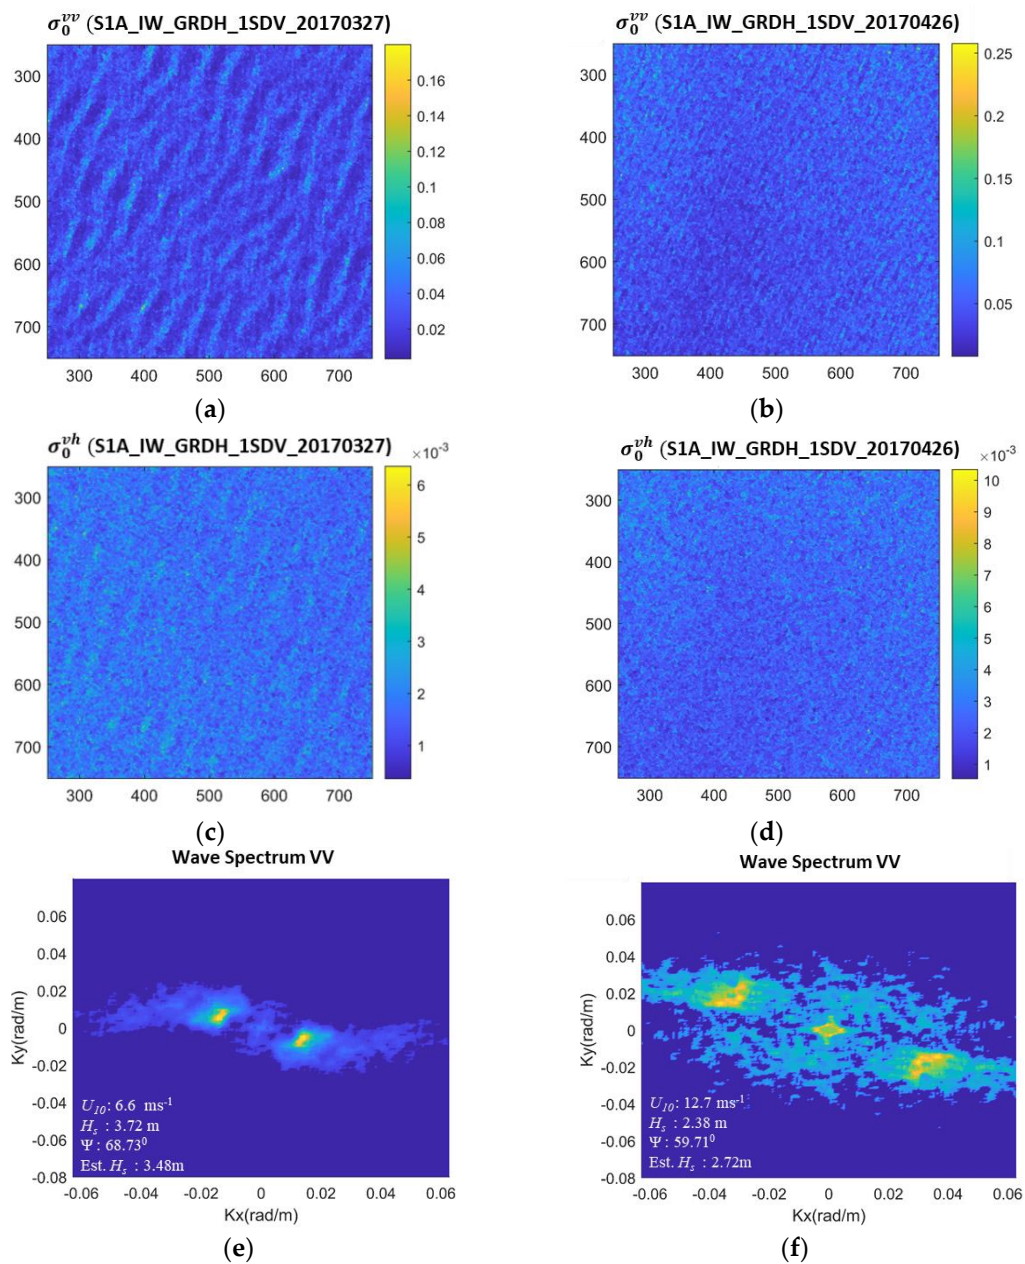 σ₀ᵛᵛ (S1A_IW_GRDH_1SDV_20170327)
300
400
500
600
700
300 400 500 600 700
0.16
0.14
0.12
0.1
0.08
0.06
0.04
0.02
(a)
σ₀ᵛᵛ (S1A_IW_GRDH_1SDV_20170426)
300
400
500
600
700
300 400 500 600 700
0.25
0.2
0.15
0.1
0.05
(b)
σ₀ᵛʰ (S1A_IW_GRDH_1SDV_20170327)
×10⁻³
300
400
500
600
700
300 400 500 600 700
6
5
4
3
2
1
(c)
σ₀ᵛʰ (S1A_IW_GRDH_1SDV_20170426)
×10⁻³
300
400
500
600
700
300 400 500 600 700
10
9
8
7
6
5
4
3
2
1
(d)
Wave Spectrum VV
0.06
0.04
0.02
0
-0.02
-0.04
-0.06
-0.08
Ky(rad/m)
U₁₀: 6.6 ms⁻¹
Hₛ : 3.72 m
Ψ : 68.73⁰
Est. Hₛ : 3.48m
-0.06 -0.04 -0.02 0 0.02 0.04 0.06
Kx(rad/m)
(e)
Wave Spectrum VV
0.06
0.04
0.02
0
-0.02
-0.04
-0.06
-0.08
Ky(rad/m)
U₁₀: 12.7 ms⁻¹
Hₛ : 2.38 m
Ψ : 59.71⁰
Est. Hₛ : 2.72m
-0.06 -0.04 -0.02 0 0.02 0.04 0.06
Kx(rad/m)
(f)